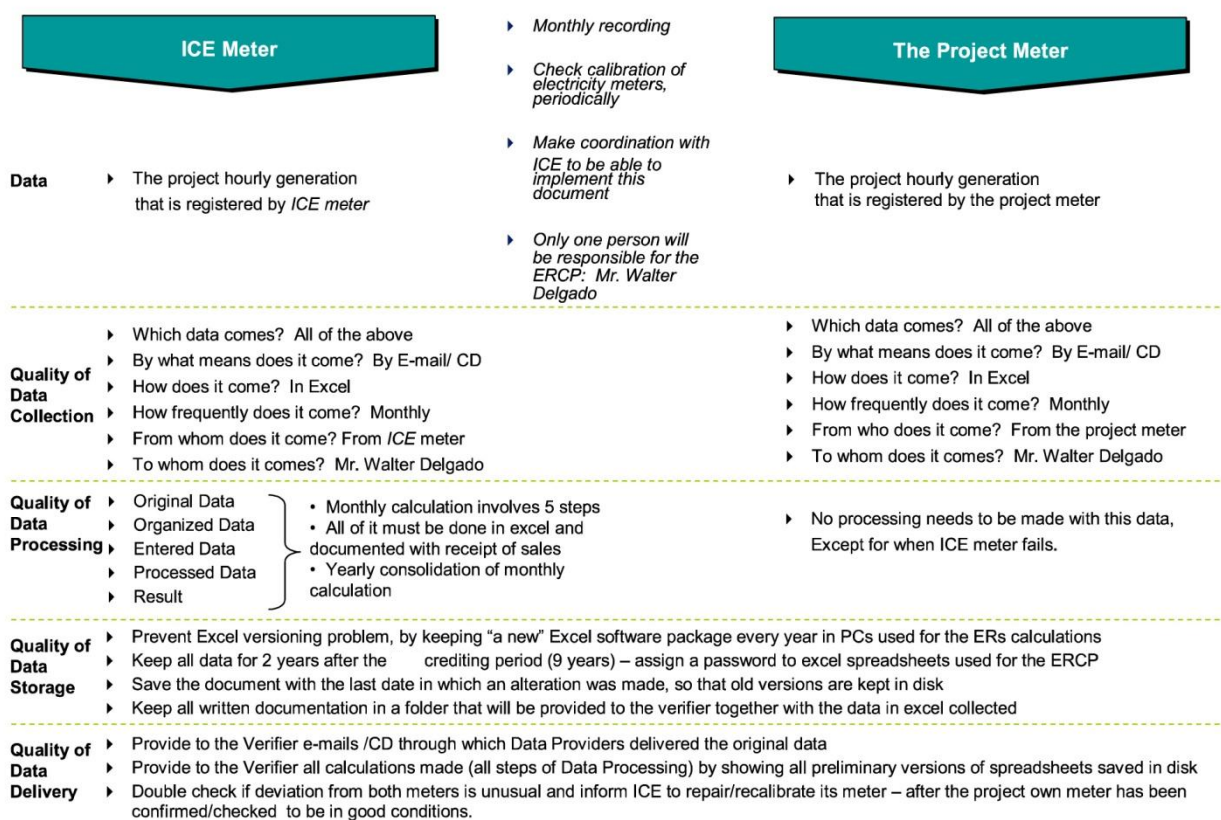 ICE Meter
The Project Meter
Monthly recording
Check calibration of
electricity meters,
periodically
Make coordination with
ICE to be able to
implement this
document
Only one person will
be responsible for the
ERCP: Mr. Walter
Delgado
Data
The project hourly generation
that is registered by ICE meter
The project hourly generation
that is registered by the project meter
Quality of
Data
Collection
Which data comes? All of the above
By what means does it come? By E-mail/ CD
How does it come? In Excel
How frequently does it come? Monthly
From whom does it come? From ICE meter
To whom does it comes? Mr. Walter Delgado
Which data comes? All of the above
By what means does it come? By E-mail/ CD
How does it come? In Excel
How frequently does it come? Monthly
From who does it come? From the project meter
To whom does it comes? Mr. Walter Delgado
Quality of
Data
Processing
Original Data
Organized Data
Entered Data
Processed Data
Result
• Monthly calculation involves 5 steps
• All of it must be done in excel and
documented with receipt of sales
• Yearly consolidation of monthly
calculation
No processing needs to be made with this data,
Except for when ICE meter fails.
Quality of
Data
Storage
Prevent Excel versioning problem, by keeping “a new” Excel software package every year in PCs used for the ERs calculations
Keep all data for 2 years after the crediting period (9 years) – assign a password to excel spreadsheets used for the ERCP
Save the document with the last date in which an alteration was made, so that old versions are kept in disk
Keep all written documentation in a folder that will be provided to the verifier together with the data in excel collected
Quality of
Data
Delivery
Provide to the Verifier e-mails /CD through which Data Providers delivered the original data
Provide to the Verifier all calculations made (all steps of Data Processing) by showing all preliminary versions of spreadsheets saved in disk
Double check if deviation from both meters is unusual and inform ICE to repair/recalibrate its meter – after the project own meter has been
confirmed/checked to be in good conditions.